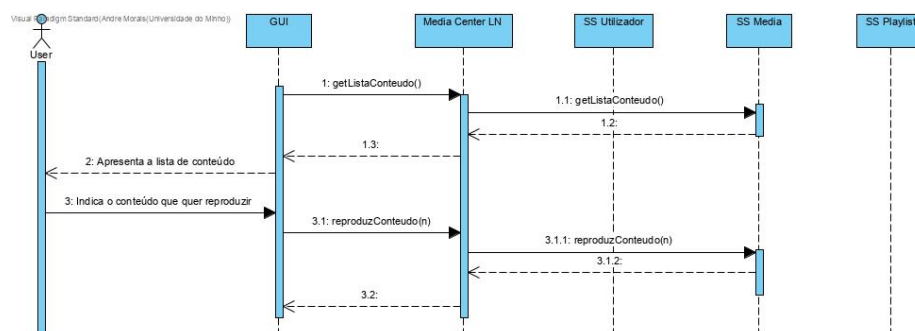 Visual Paradigm Standard(Andre Morais(Universidade do Minho))
User
GUI
Media Center LN
SS Utilizador
SS Media
SS Playlist
1: getListaConteudo()
1.1: getListaConteudo()
1.2:
1.3:
2: Apresenta a lista de conteúdo
3: Indica o conteúdo que quer reproduzir
3.1: reproduzConteudo(n)
3.1.1: reproduzConteudo(n)
3.1.2:
3.2: